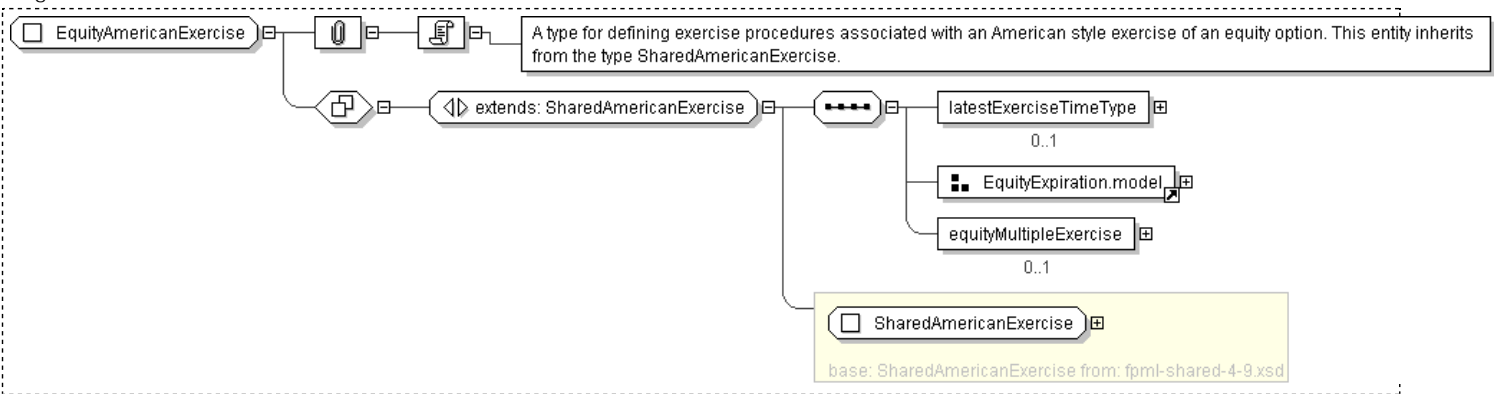 EquityAmericanExercise
A type for defining exercise procedures associated with an American style exercise of an equity option. This entity inherits
from the type SharedAmericanExercise.
extends: SharedAmericanExercise
latestExerciseTimeType
0..1
EquityExpiration.model
equityMultipleExercise
0..1
SharedAmericanExercise
base: SharedAmericanExercise from: fpml-shared-4-9.xsd